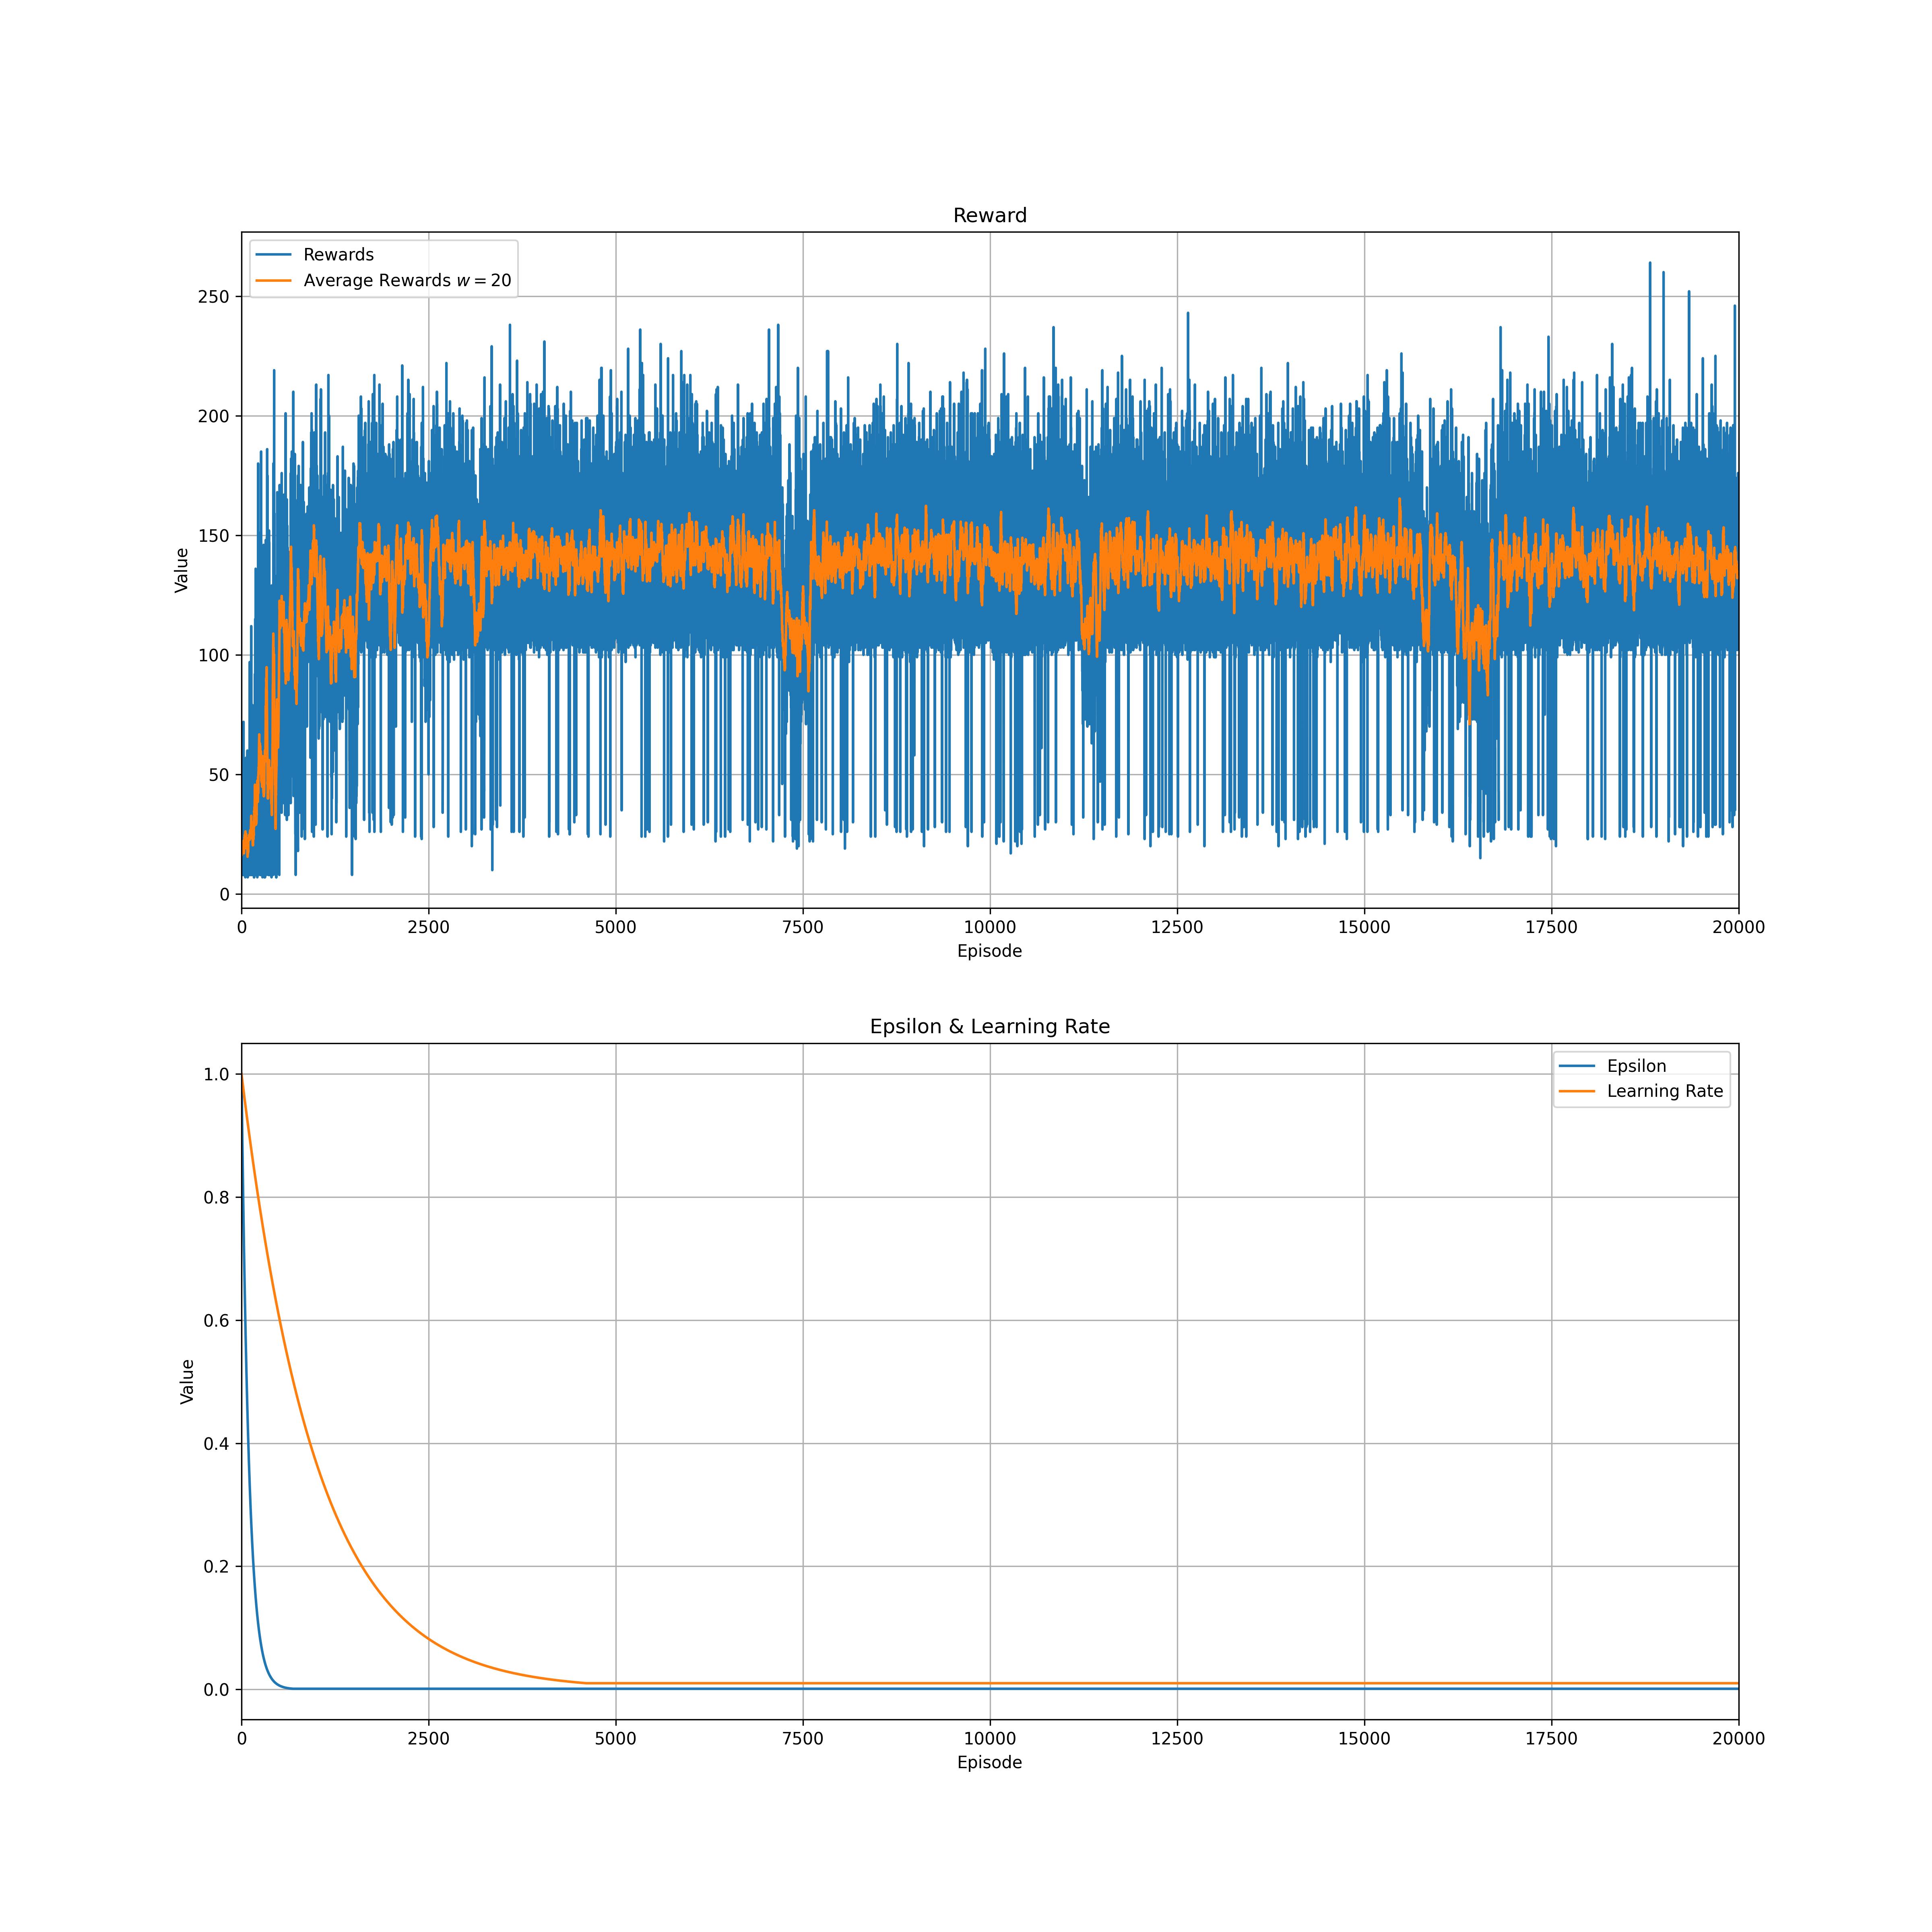 Reward
Rewards
Average Rewards w = 20
Value
250
200
150
100
50
0
0 2500 5000 7500 10000 12500 15000 17500 20000
Episode
Epsilon & Learning Rate
Epsilon
Learning Rate
Value
1.0
0.8
0.6
0.4
0.2
0.0
0 2500 5000 7500 10000 12500 15000 17500 20000
Episode